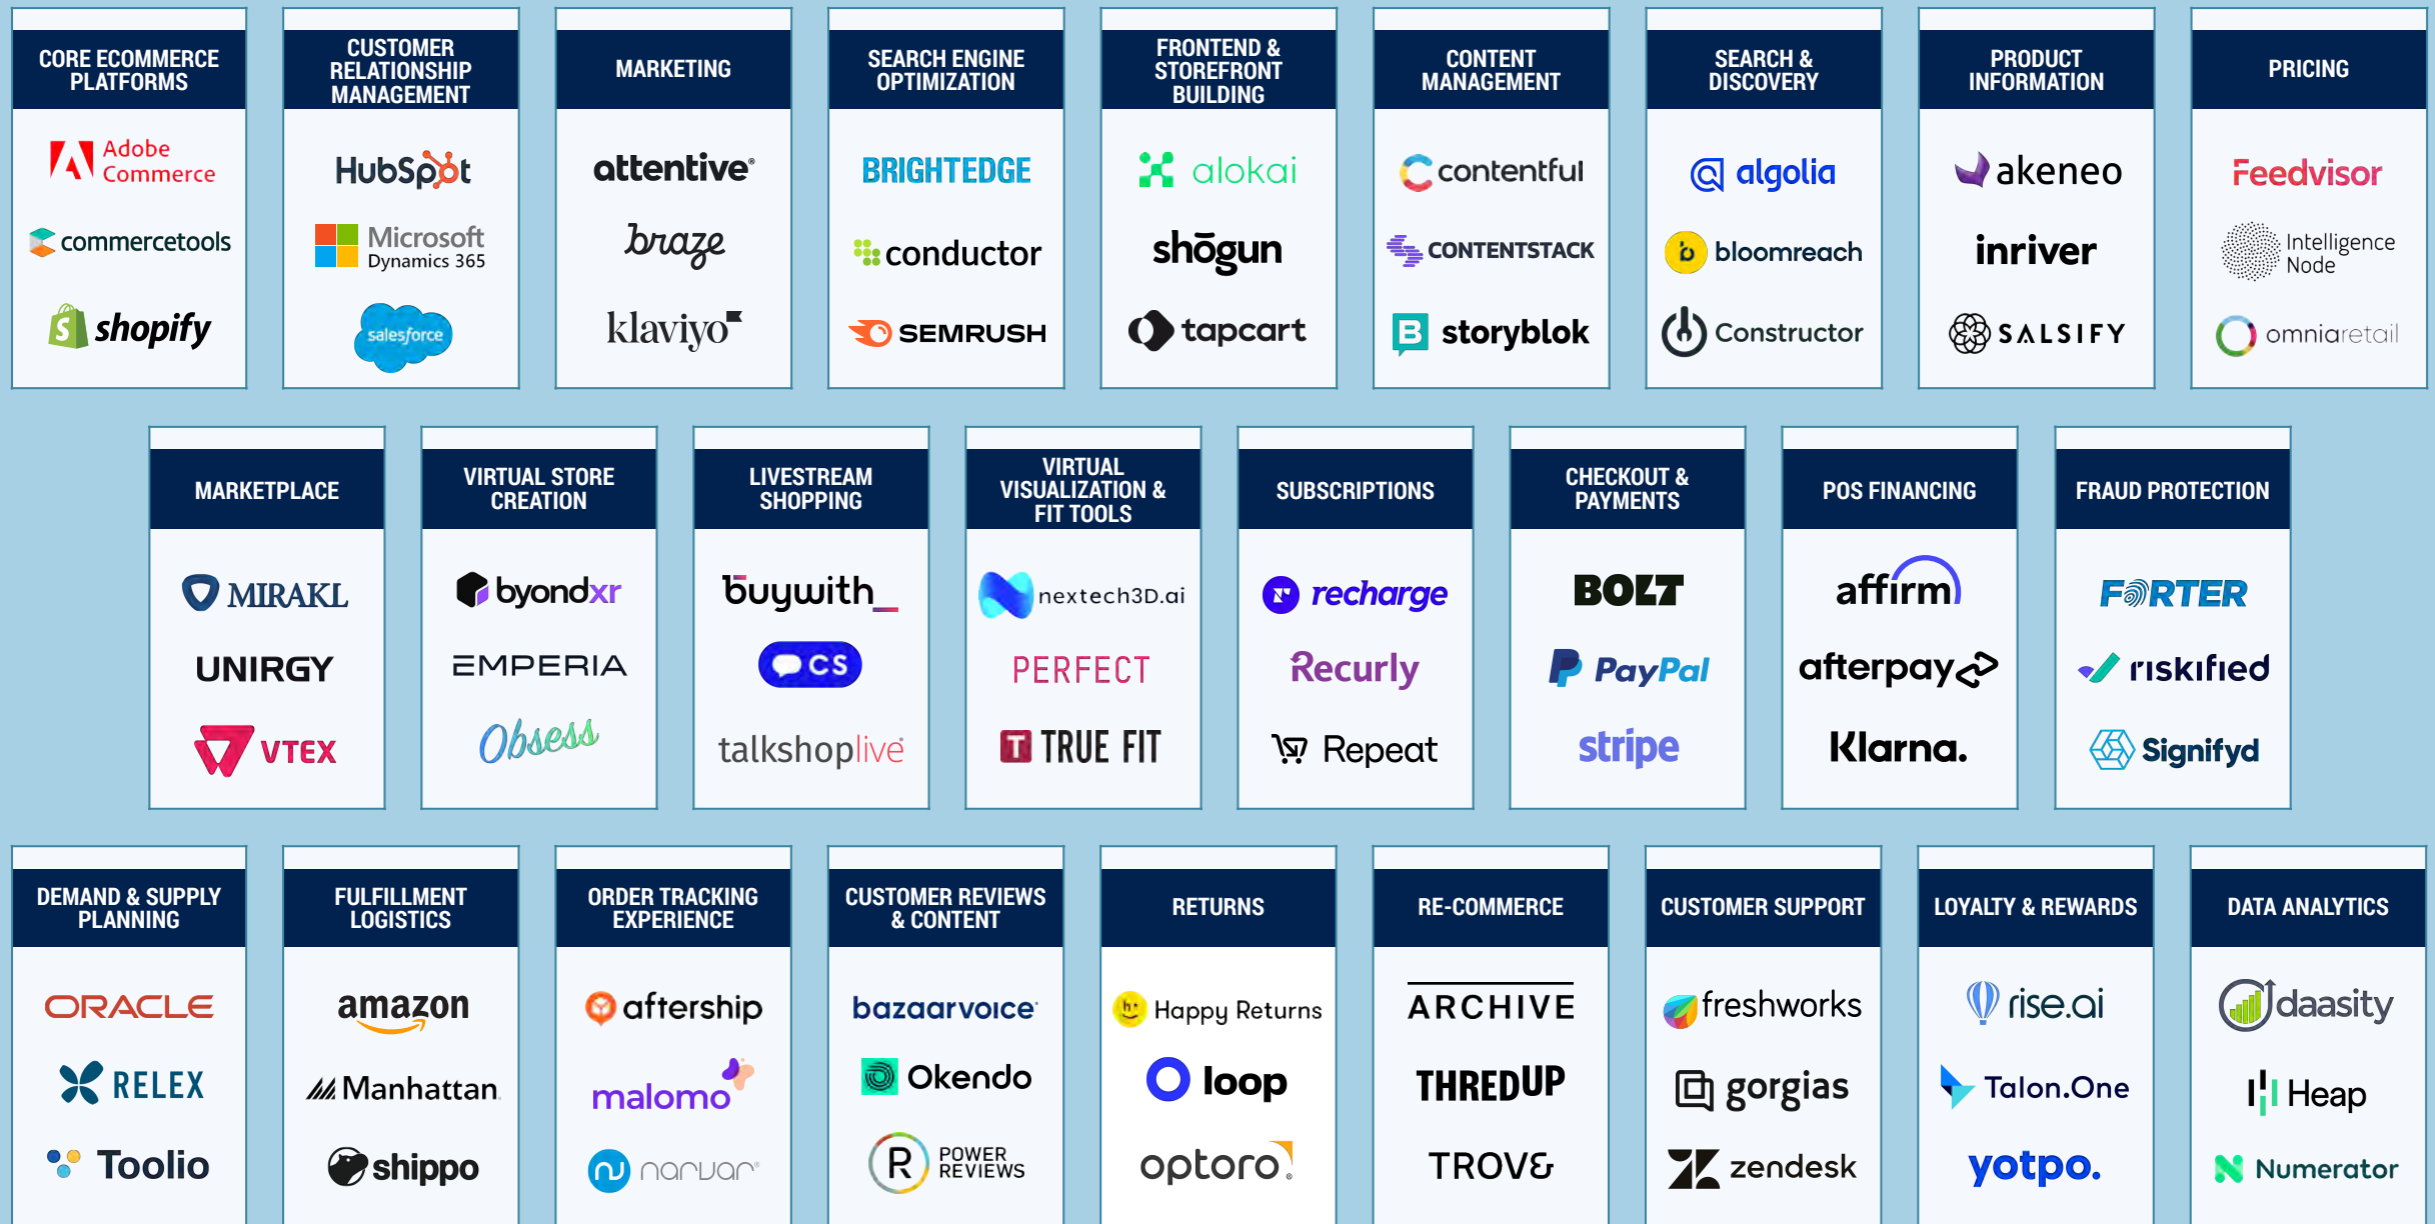 CORE ECOMMERCE
PLATFORMS
Adobe
Commerce
commercetools
shopify
CUSTOMER
RELATIONSHIP
MANAGEMENT
HubSpot
Microsoft
Dynamics 365
salesforce
MARKETING
attentive®
braze
klaviyo
SEARCH ENGINE
OPTIMIZATION
BRIGHTEDGE
conductor
SEMRUSH
FRONTEND &
STOREFRONT
BUILDING
alokai
shōgun
tapcart
CONTENT
MANAGEMENT
contentful
CONTENTSTACK
storyblok
SEARCH &
DISCOVERY
algolia
bloomreach
Constructor
PRODUCT
INFORMATION
akeneo
inriver
SALSIFY
PRICING
Feedvisor
Intelligence
Node
omniaretail
MARKETPLACE
MIRAKL
UNIRGY
VTEX
VIRTUAL STORE
CREATION
byondxr
EMPERIA
Obsess
LIVESTREAM
SHOPPING
buywith_
CS
talkshoplive
VIRTUAL
VISUALIZATION &
FIT TOOLS
nextech3D.ai
PERFECT
TRUE FIT
SUBSCRIPTIONS
recharge
Recurly
Repeat
CHECKOUT &
PAYMENTS
BOLT
PayPal
stripe
POS FINANCING
affirm
afterpay
Klarna.
FRAUD PROTECTION
FORTER
riskified
Signifyd
DEMAND & SUPPLY
PLANNING
ORACLE
RELEX
Toolio
FULFILLMENT
LOGISTICS
amazon
Manhattan
shippo
ORDER TRACKING
EXPERIENCE
aftership
malomo
narvar®
CUSTOMER REVIEWS
& CONTENT
bazaarvoice
Okendo
POWER
REVIEWS
RETURNS
Happy Returns
loop
optoro
RE-COMMERCE
ARCHIVE
THREDUP
TROVE
CUSTOMER SUPPORT
freshworks
gorgias
zendesk
LOYALTY & REWARDS
rise.ai
Talon.One
yotpo.
DATA ANALYTICS
daasity
Heap
Numerator